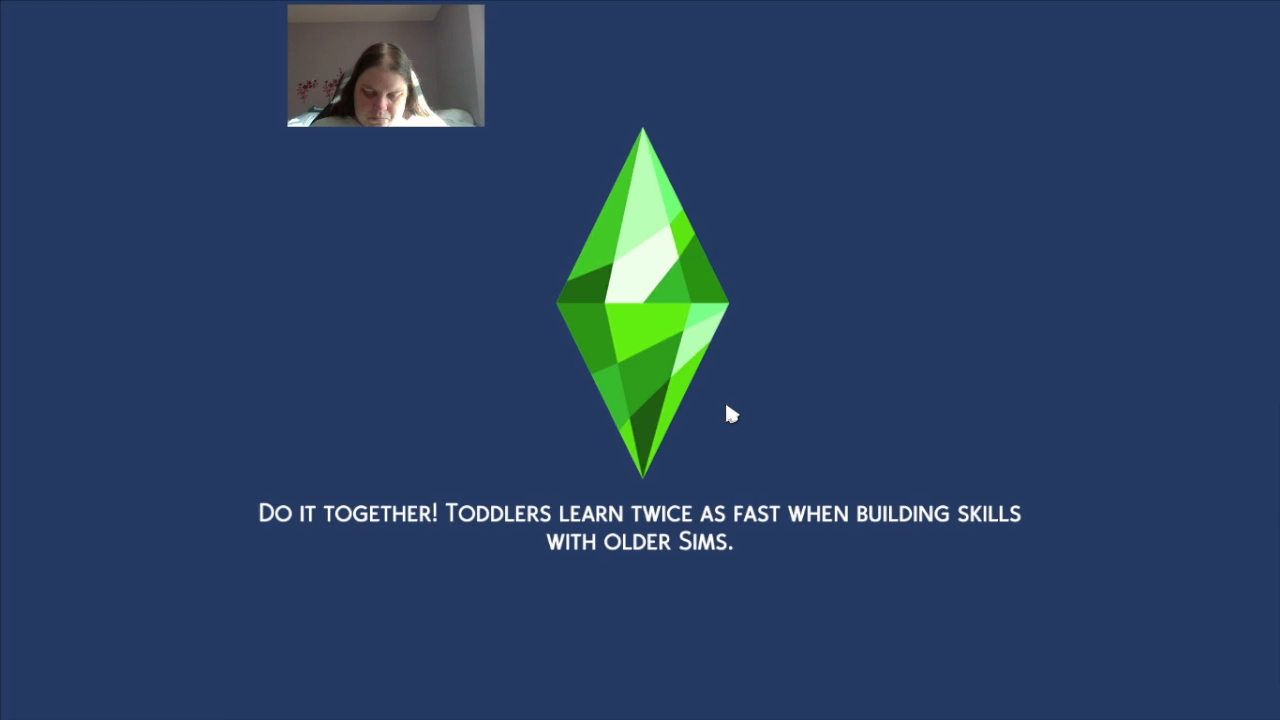 Do it together! Toddlers learn twice as fast when building skills
with older Sims.